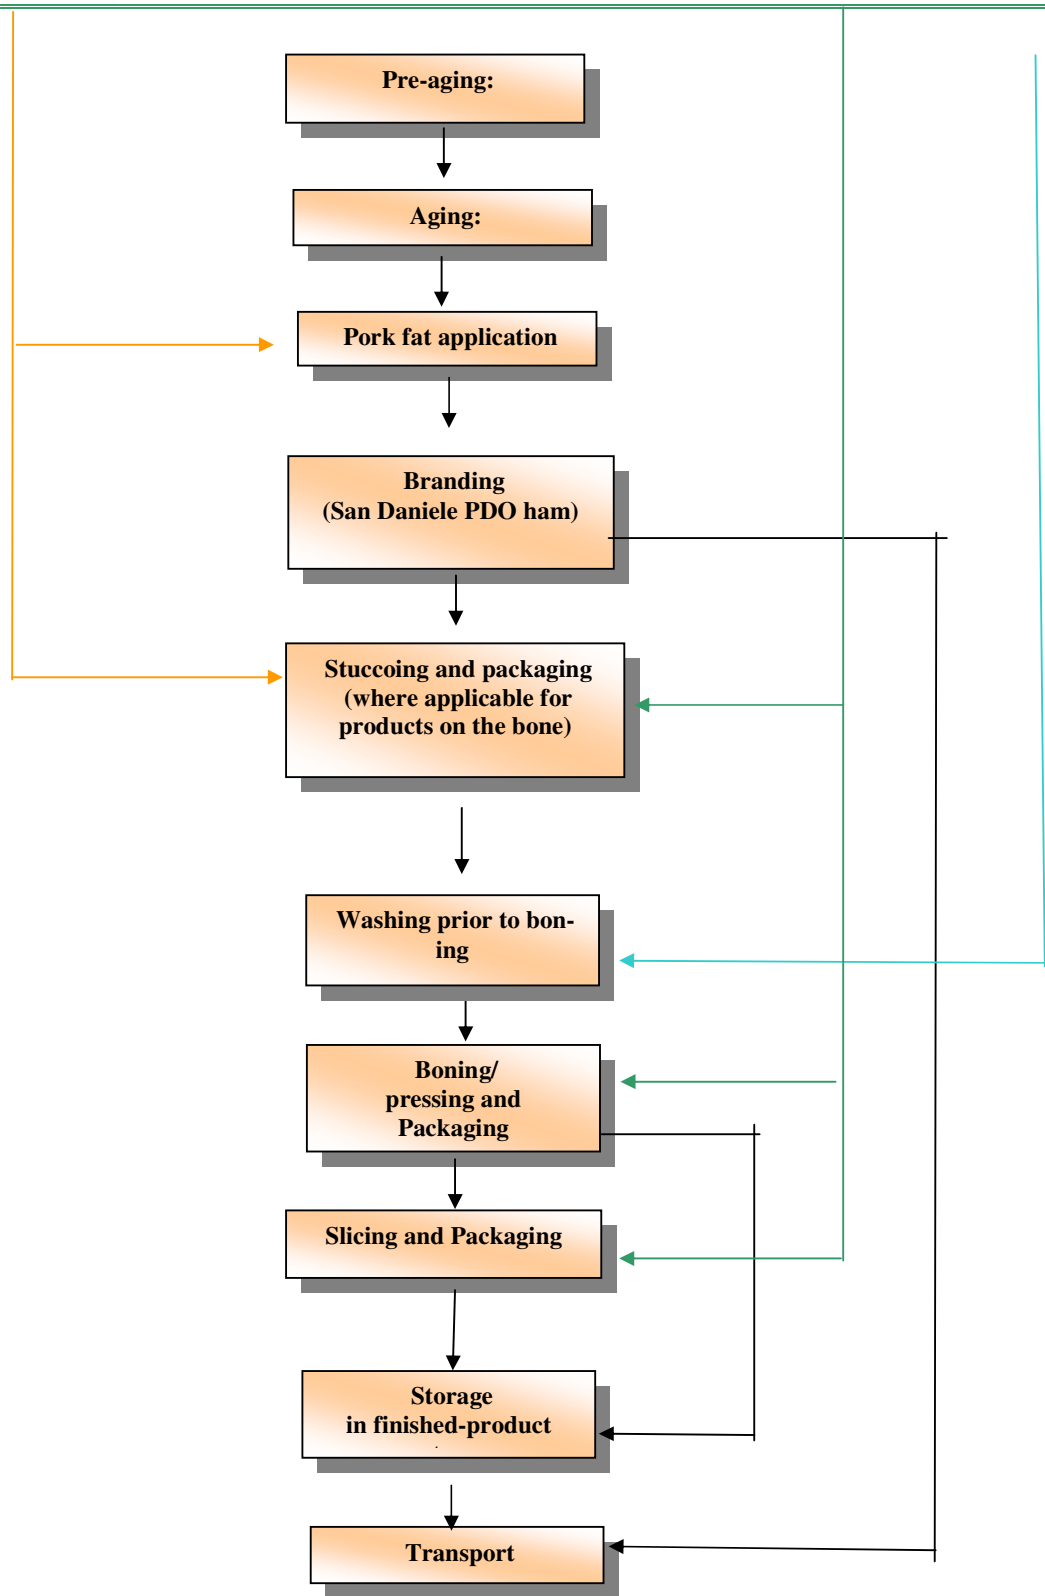 Pre-aging:
Aging:
Pork fat application
Branding
(San Daniele PDO ham)
Stuccoing and packaging
(where applicable for
products on the bone)
Washing prior to bon-
ing
Boning/
pressing and
Packaging
Slicing and Packaging
Storage
in finished-product
Transport